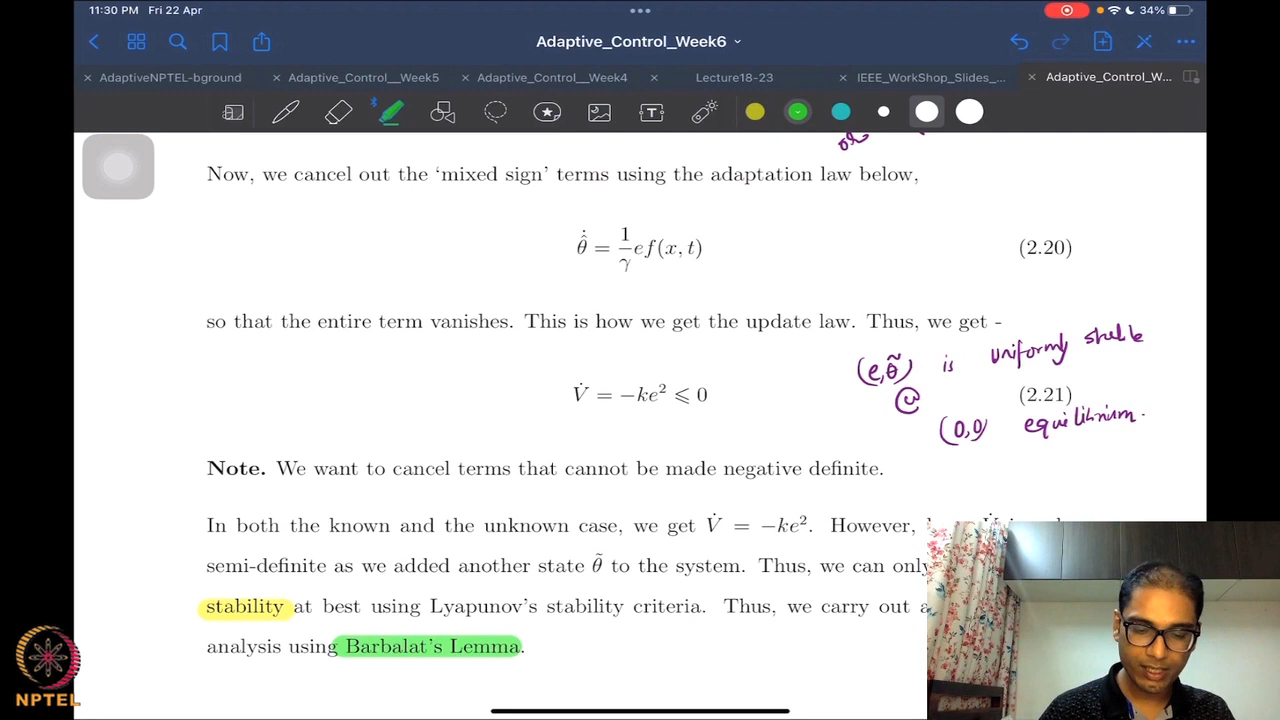 11:30 PM Fri 22 Apr
34%
Adaptive_Control_Week6
AdaptiveNPTEL-bground
Adaptive_Control__Week5
Adaptive_Control__Week4
Lecture18-23
IEEE_WorkShop_Slides_...
Adaptive_Control_W...
or
Now, we cancel out the ‘mixed sign’ terms using the adaptation law below,
\dot{\hat{θ}} = \frac{1}{γ} e f(x, t) (2.20)
so that the entire term vanishes. This is how we get the update law. Thus, we get -
(e, θ̃) is uniformly stable
V̇ = −ke² ⩽ 0 (2.21)
@
(0,0) equilibrium.
Note. We want to cancel terms that cannot be made negative definite.
In both the known and the unknown case, we get V̇ = −ke². However,
semi-definite as we added another state θ̃ to the system. Thus, we can only
stability at best using Lyapunov’s stability criteria. Thus, we carry out
analysis using Barbalat’s Lemma.
NPTEL